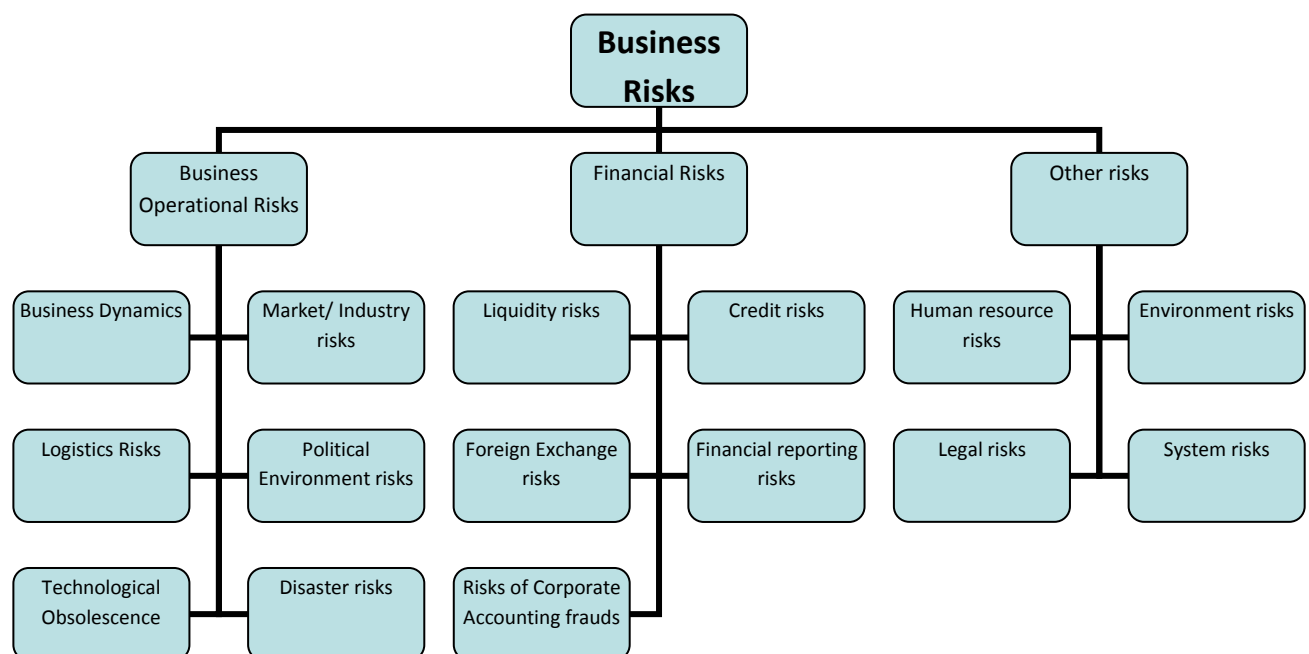 Business
Risks
Business
Operational Risks
Financial Risks
Other risks
Business Dynamics
Market/ Industry
risks
Liquidity risks
Credit risks
Human resource
risks
Environment risks
Logistics Risks
Political
Environment risks
Foreign Exchange
risks
Financial reporting
risks
Legal risks
System risks
Technological
Obsolescence
Disaster risks
Risks of Corporate
Accounting frauds